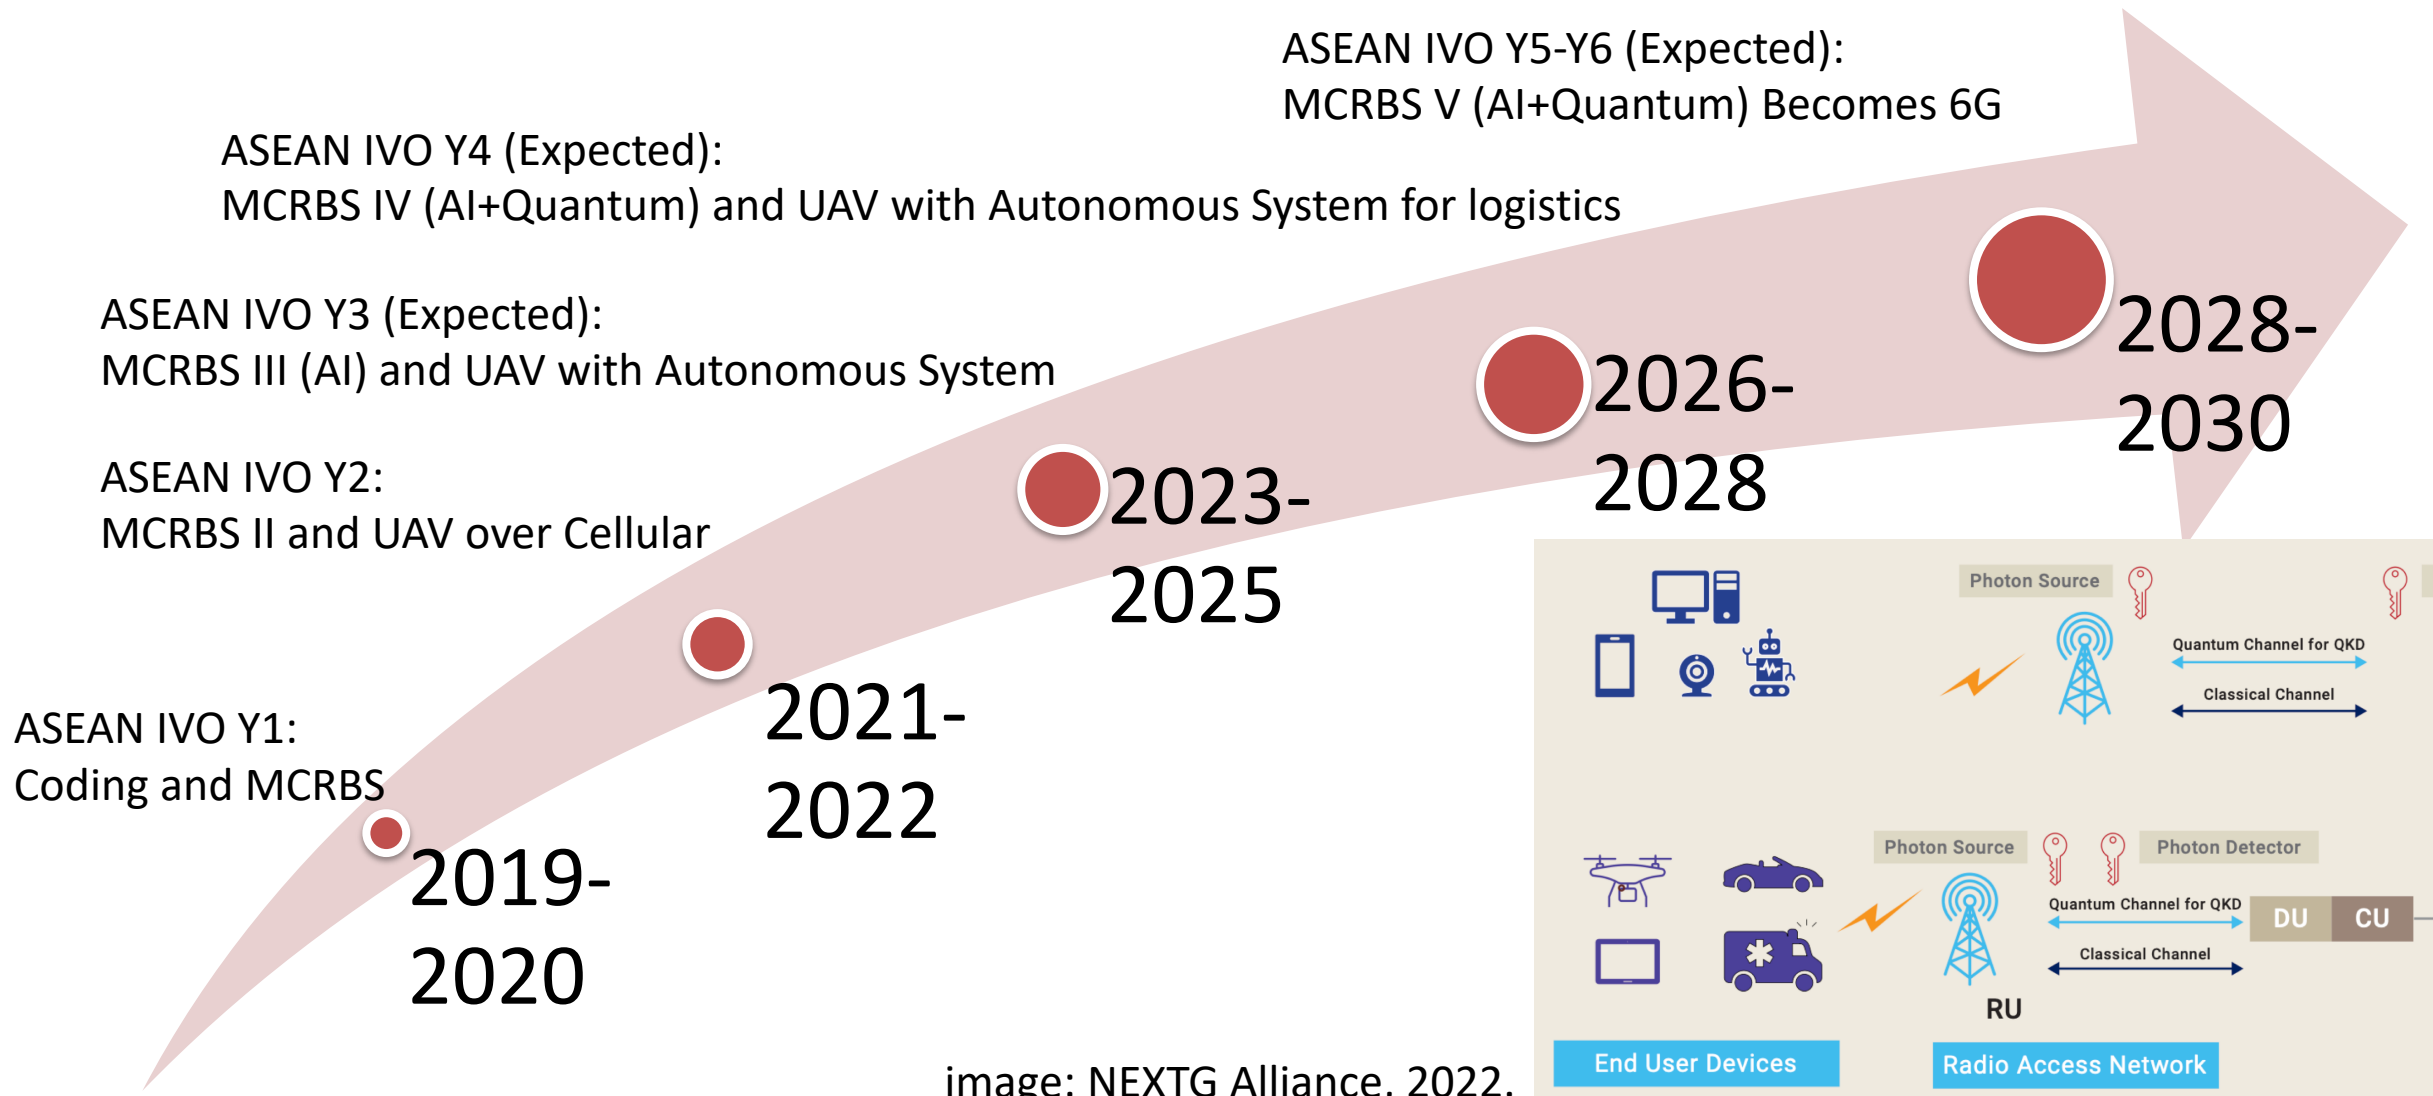 ASEAN IVO Y5-Y6 (Expected):
MCRBS V (AI+Quantum) Becomes 6G
ASEAN IVO Y4 (Expected):
MCRBS IV (AI+Quantum) and UAV with Autonomous System for logistics
ASEAN IVO Y3 (Expected):
MCRBS III (AI) and UAV with Autonomous System
ASEAN IVO Y2:
MCRBS II and UAV over Cellular
ASEAN IVO Y1:
Coding and MCRBS
2019-
2020
2021-
2022
2023-
2025
2026-
2028
2028-
2030
Photon Source
Quantum Channel for QKD
Classical Channel
Photon Source
Photon Detector
Quantum Channel for QKD
DU
CU
Classical Channel
RU
End User Devices
Radio Access Network
image: NEXTG Alliance, 2022.